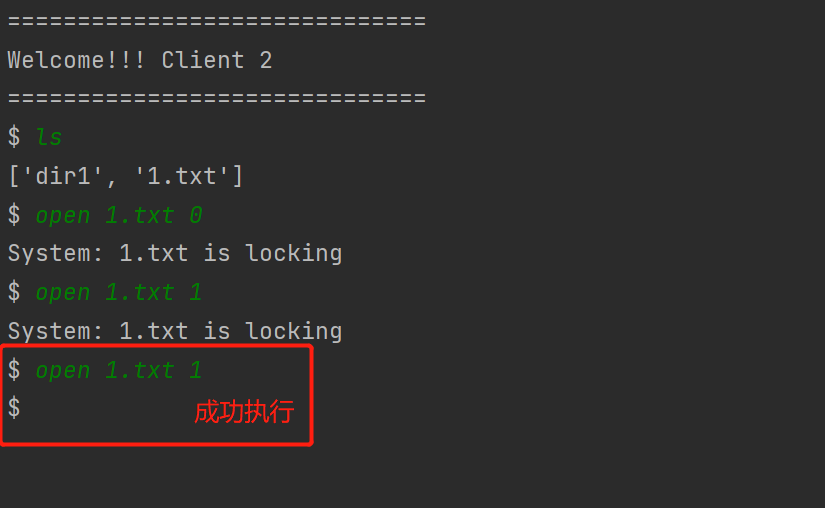 ==============================
Welcome!!! Client 2
==============================
$ ls
['dir1', '1.txt']
$ open 1.txt 0
System: 1.txt is locking
$ open 1.txt 1
System: 1.txt is locking
$ open 1.txt 1
$ 成功执行